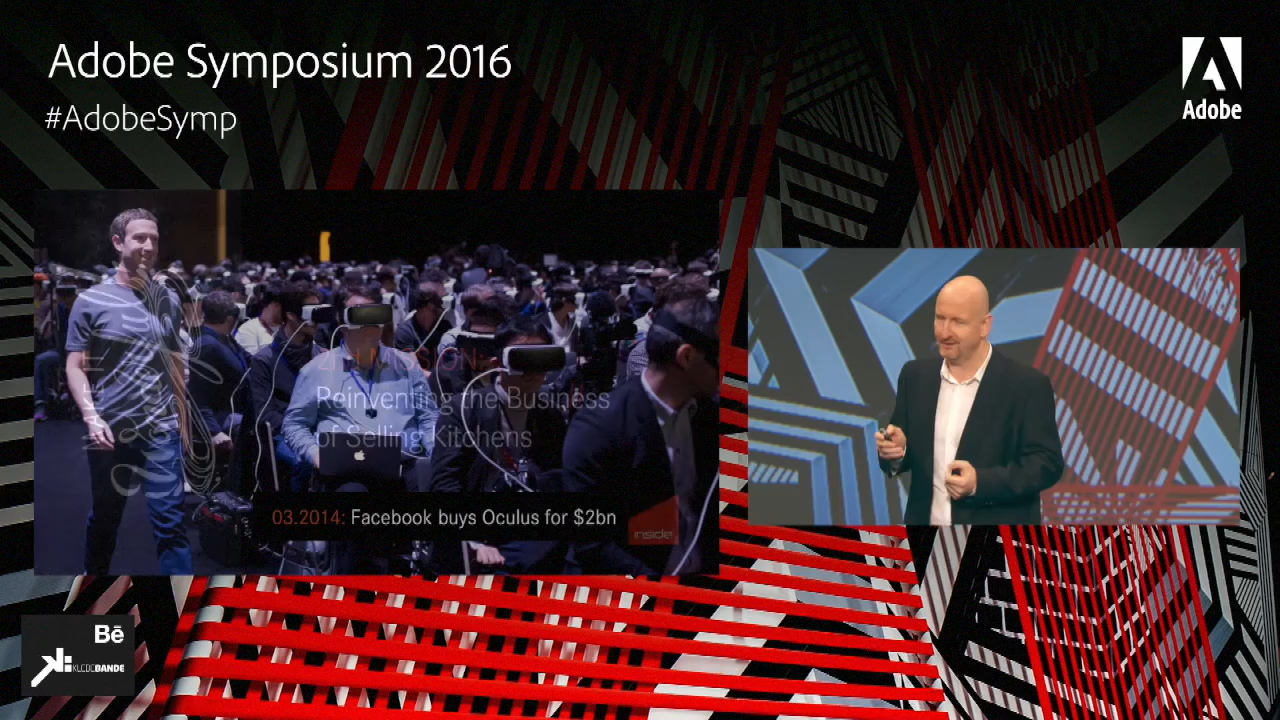 Adobe Symposium 2016
#AdobeSymp
Adobe
Reinventing the Business
of Selling Kitchens
03.2014: Facebook buys Oculus for $2bn
inside
Bē
KLCDCBANDE